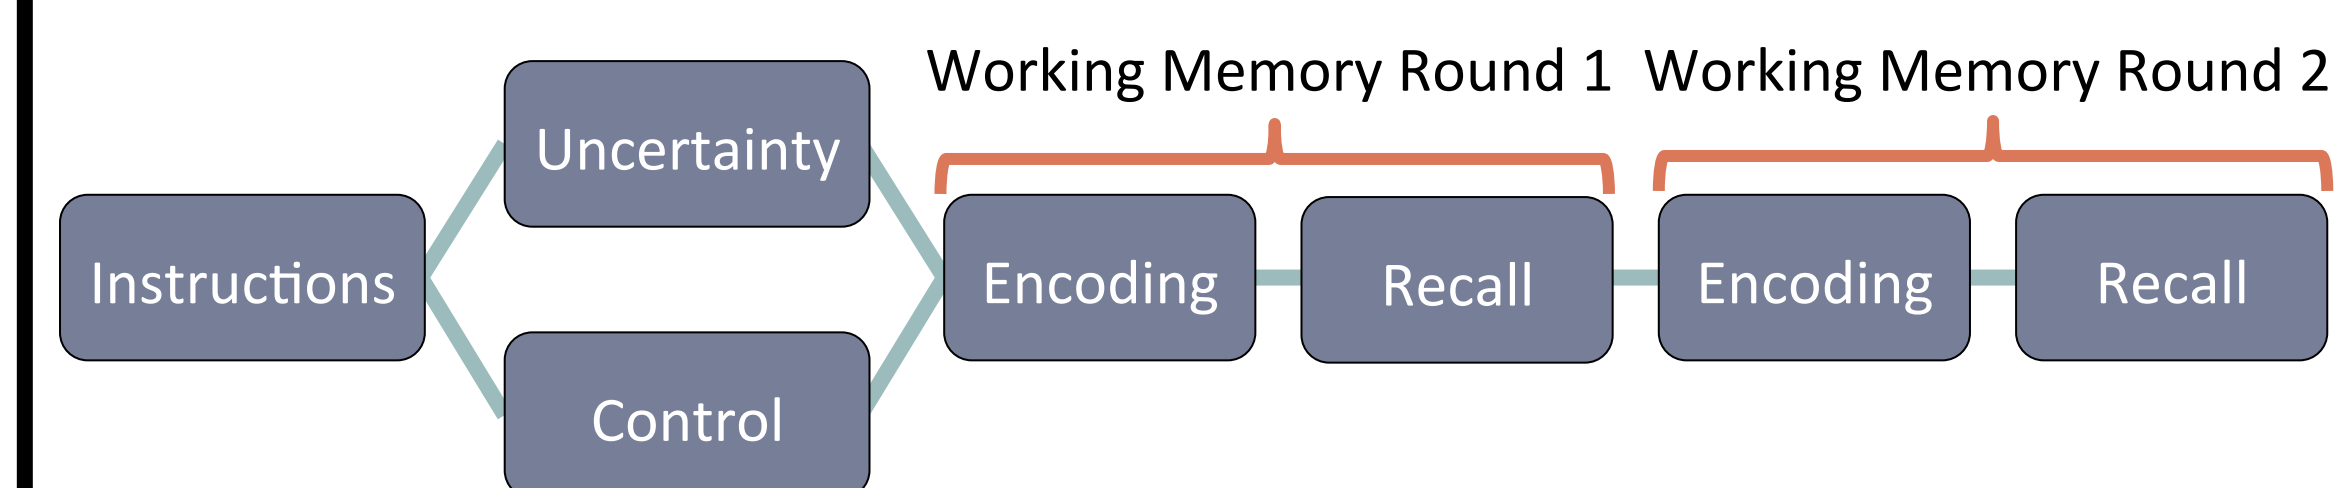 Working Memory Round 1
Working Memory Round 2
Uncertainty
Instructions
Encoding
Recall
Encoding
Recall
Control